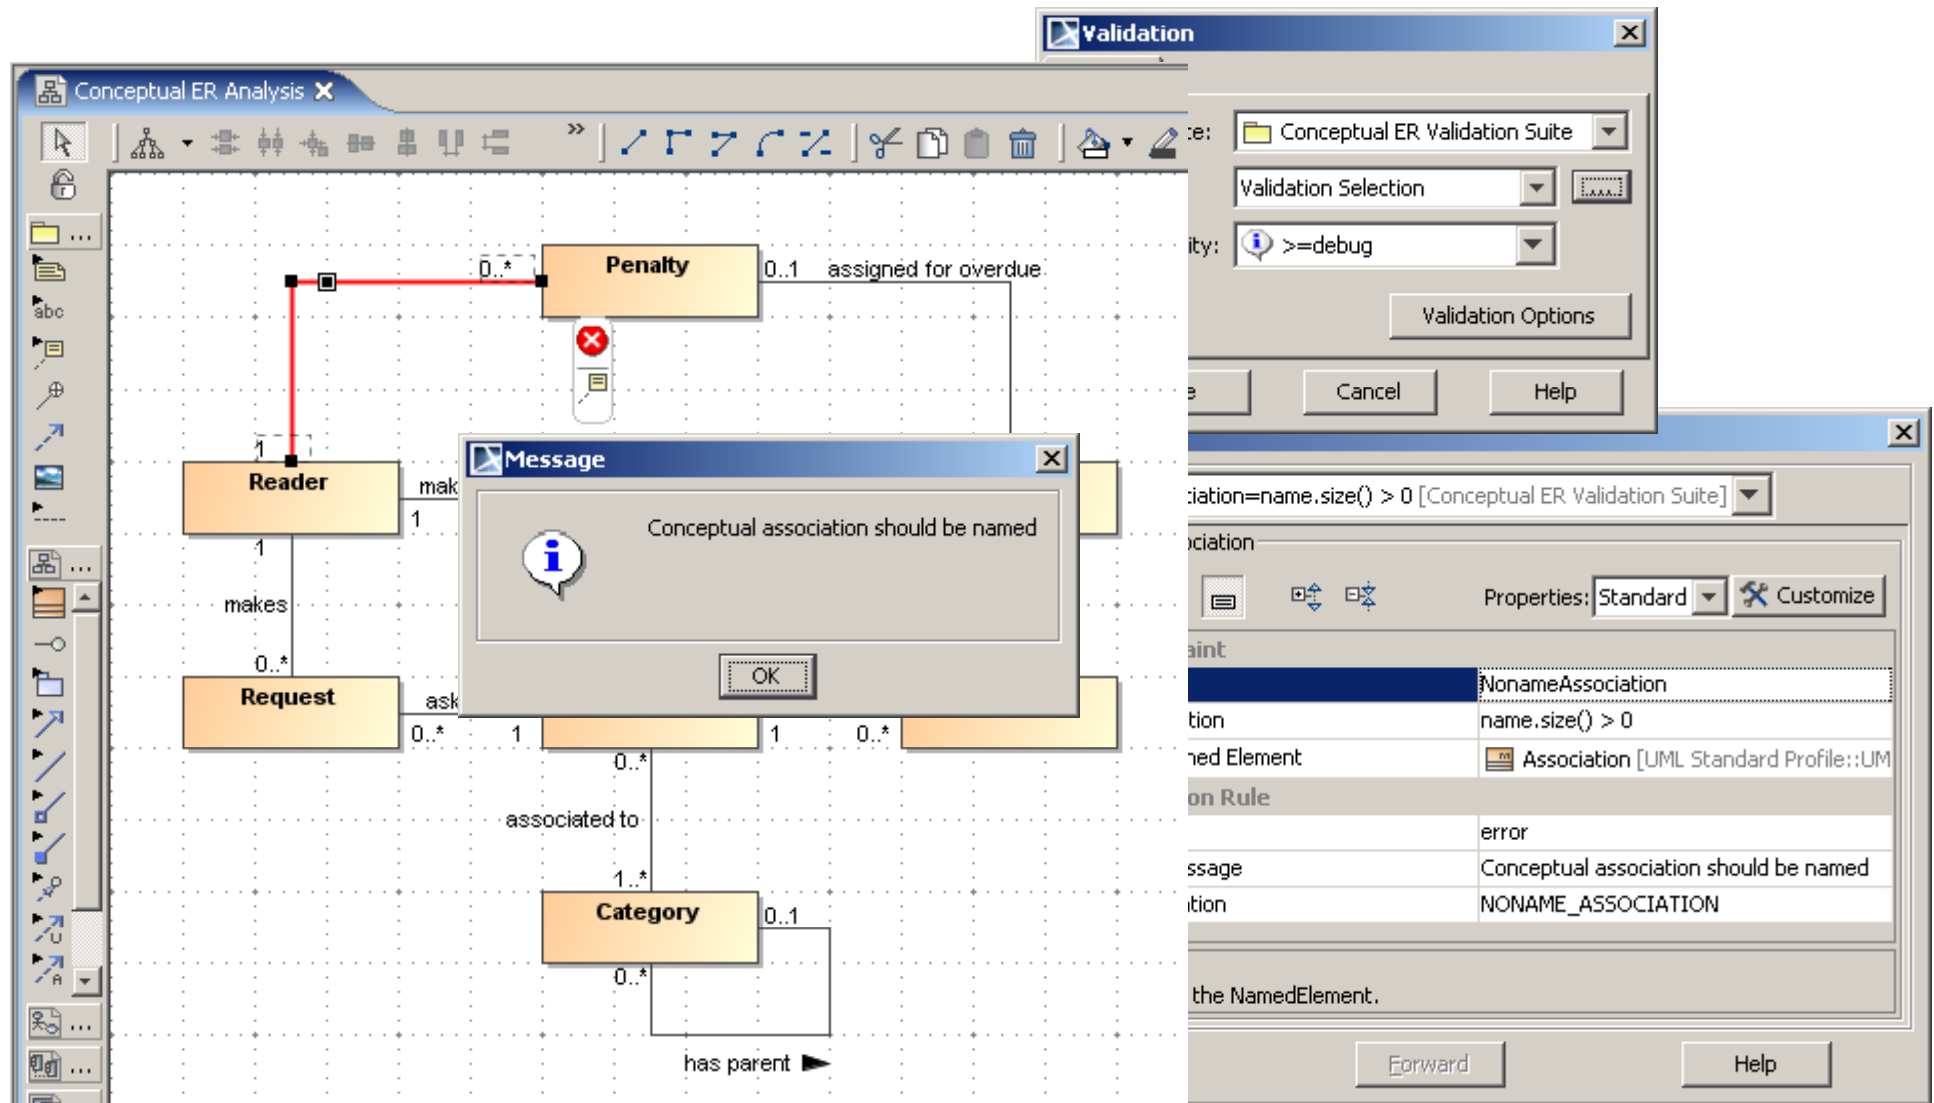 Validation
Conceptual ER Analysis
te:
Conceptual ER Validation Suite
abc
Validation Selection
ity:
>=debug
Validation Options
Cancel
Help
0..*
Penalty
0..1
assigned for overdue
1
Reader
mak
1
Message
Conceptual association should be named
OK
1
makes
0..*
Request
ask
0..*
1
1
0..*
0..*
associated to
1..*
Category
0..1
0..*
has parent
iation=name.size() > 0 [Conceptual ER Validation Suite]
ociation
Properties:
Standard
Customize
aint
NonameAssociation
tion
name.size() > 0
ned Element
Association [UML Standard Profile::UM
on Rule
error
ssage
Conceptual association should be named
tion
NONAME_ASSOCIATION
the NamedElement.
Forward
Help